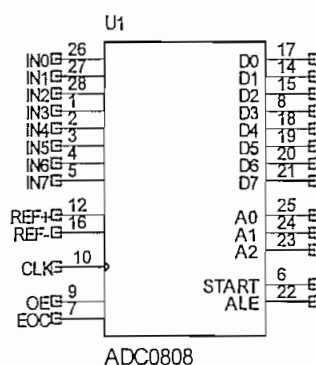 U1
IN0 26 17 D0
IN1 27 14 D1
IN2 28 15 D2
IN3 1 8 D3
IN4 2 18 D4
IN5 3 19 D5
IN6 4 20 D6
IN7 5 21 D7
REF+ 12 25 A0
REF- 16 24 A1
23 A2
CLK 10
6 START
OE 9 22 ALE
EOC 7
ADC0808